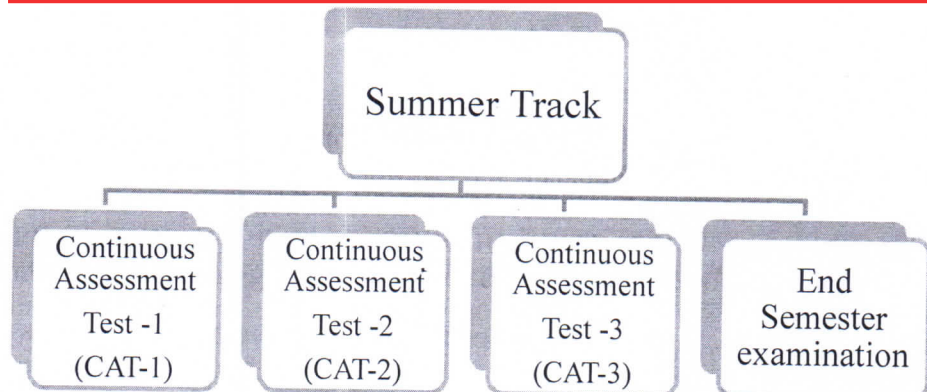 Summer Track
Continuous
Assessment
Test -1
(CAT-1)
Continuous
Assessment
Test -2
(CAT-2)
Continuous
Assessment
Test -3
(CAT-3)
End
Semester
examination